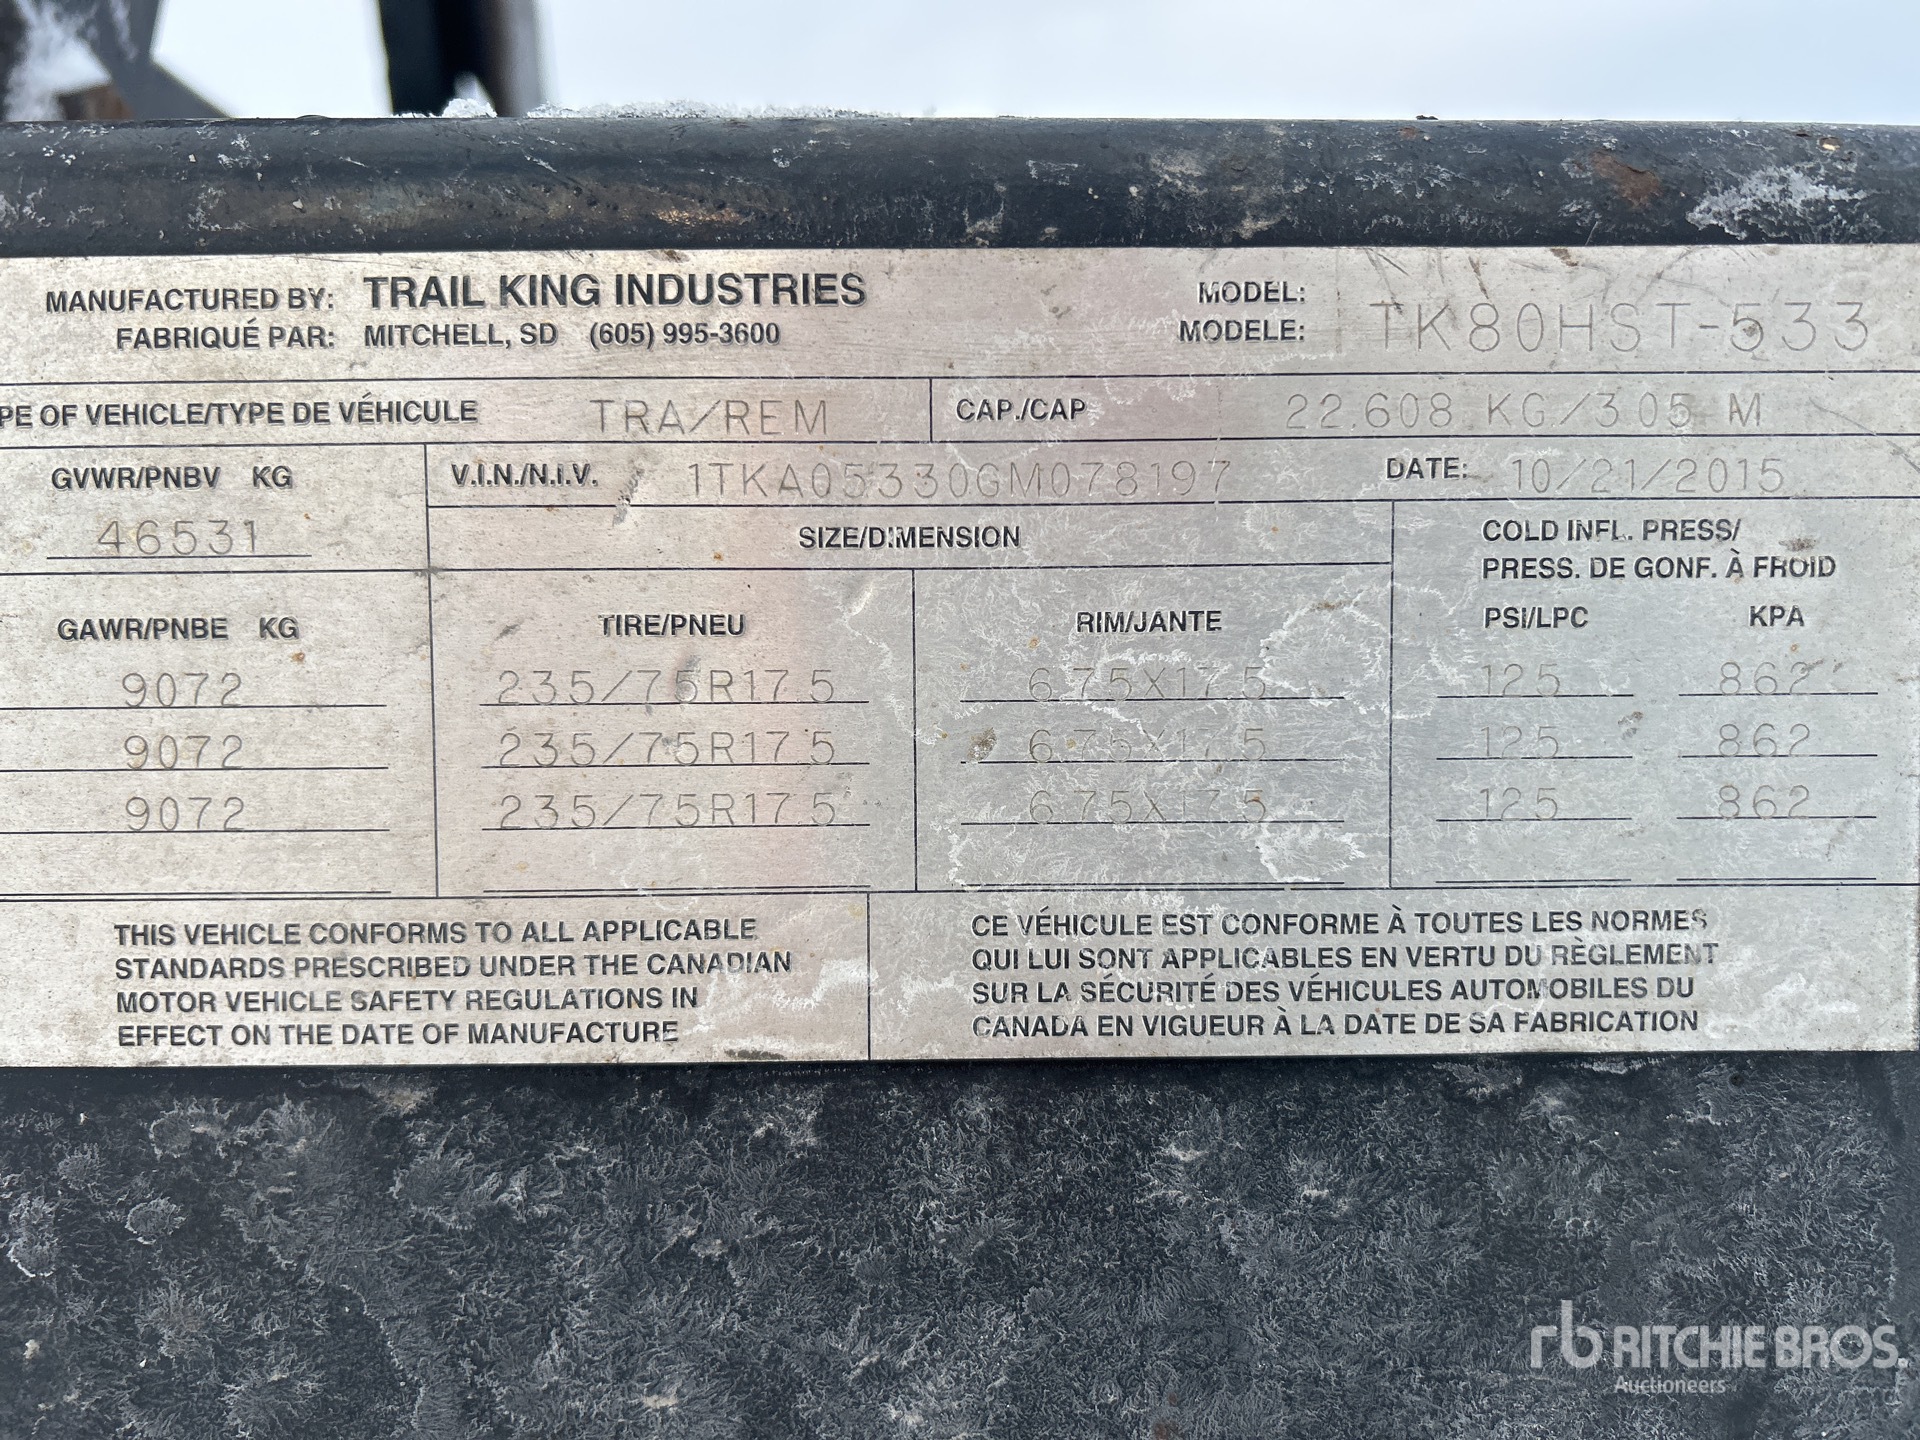 MANUFACTURED BY: TRAIL KING INDUSTRIES
FABRIQUÉ PAR: MITCHELL, SD (605) 995-3600
MODEL:
MODELE: TK80HST-533
PE OF VEHICLE/TYPE DE VÉHICULE TRA/REM
CAP./CAP 22,608 KG/3.05 M
GVWR/PNBV KG
46531
V.I.N./N.I.V. 1TKA05330GM078197
DATE: 10/21/2015
SIZE/DIMENSION
COLD INFL. PRESS/
PRESS. DE GONF. À FROID
GAWR/PNBE KG TIRE/PNEU RIM/JANTE PSI/LPC KPA
9072 235/75R17.5 6.75X17.5 125 862
9072 235/75R17.5 6.75X17.5 125 862
9072 235/75R17.5 6.75X17.5 125 862
THIS VEHICLE CONFORMS TO ALL APPLICABLE
STANDARDS PRESCRIBED UNDER THE CANADIAN
MOTOR VEHICLE SAFETY REGULATIONS IN
EFFECT ON THE DATE OF MANUFACTURE
CE VÉHICULE EST CONFORME À TOUTES LES NORMES
QUI LUI SONT APPLICABLES EN VERTU DU RÈGLEMENT
SUR LA SÉCURITÉ DES VÉHICULES AUTOMOBILES DU
CANADA EN VIGUEUR À LA DATE DE SA FABRICATION
rb RITCHIE BROS.
Auctioneers